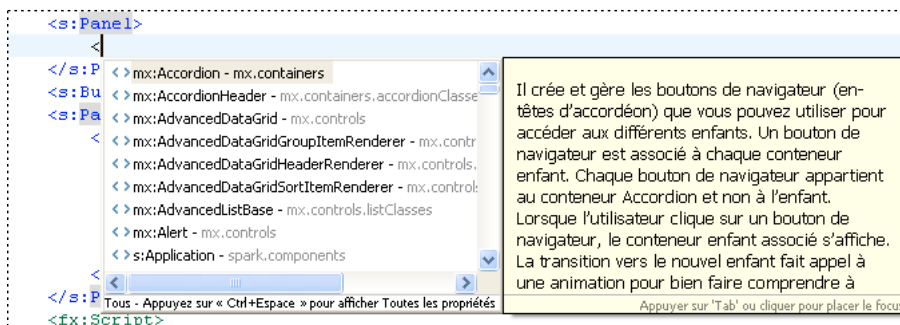 <s:Panel>
<
</s:P
<s:Bu
<s:Pa
<
<
</s:P
<fx:Script>
<> mx:Accordion - mx.containers
<> mx:AccordionHeader - mx.containers.accordionClasse
<> mx:AdvancedDataGrid - mx.controls
<> mx:AdvancedDataGridGroupItemRenderer - mx.contr
<> mx:AdvancedDataGridHeaderRenderer - mx.controls.
<> mx:AdvancedDataGridSortItemRenderer - mx.control
<> mx:AdvancedListBase - mx.controls.listClasses
<> mx:Alert - mx.controls
<> s:Application - spark.components
Tous - Appuyez sur « Ctrl+Espace » pour afficher Toutes les propriétés
Il crée et gère les boutons de navigateur (en-
têtes d'accordéon) que vous pouvez utiliser pour
accéder aux différents enfants. Un bouton de
navigateur est associé à chaque conteneur
enfant. Chaque bouton de navigateur appartient
au conteneur Accordion et non à l'enfant.
Lorsque l'utilisateur clique sur un bouton de
navigateur, le conteneur enfant associé s'affiche.
La transition vers le nouvel enfant fait appel à
une animation pour bien faire comprendre à
Appuyer sur 'Tab' ou cliquer pour placer le focus